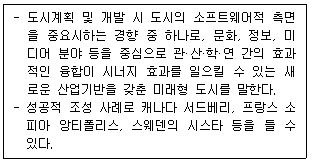 - 도시계획 및 개발 시 도시의 소프트웨어적 측면
을 중요시하는 경향 중 하나로, 문화, 정보, 미
디어 분야 등을 중심으로 관·산·학·연 간의 효과
적인 융합이 시너지 효과를 일으킬 수 있는 새
로운 산업기반을 갖춘 미래형 도시를 말한다.
- 성공적 조성 사례로 캐나다 서드베리, 프랑스 소
피아 앙티폴리스, 스웨덴의 시스타 등을 들 수
있다.